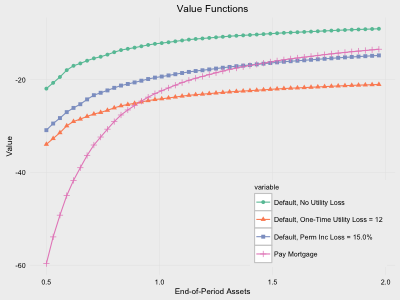 Value Functions
-20
-40
-60
Value
0.5
1.0
1.5
2.0
End-of-Period Assets
variable
Default, No Utility Loss
Default, One-Time Utility Loss = 12
Default, Perm Inc Loss = 15.0%
Pay Mortgage